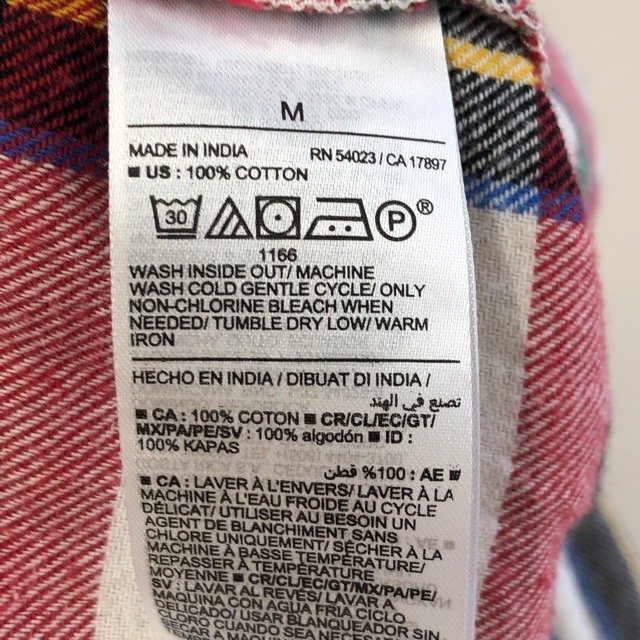 M
MADE IN INDIA RN 54023 / CA 17897
■ US : 100% COTTON
30 P®
1166
WASH INSIDE OUT/ MACHINE
WASH COLD GENTLE CYCLE/ ONLY
NON-CHLORINE BLEACH WHEN
NEEDED/ TUMBLE DRY LOW/ WARM
IRON
HECHO EN INDIA / DIBUAT DI INDIA /
تصنع في الهند
■ CA : 100% COTON ■ CR/CL/EC/GT/
MX/PA/PE/SV : 100% algodón ■ ID :
100% KAPAS
■ AE : 100% قطن
■ CA : LAVER À L'ENVERS/ LAVER À LA
MACHINE À L'EAU FROIDE AU CYCLE
DÉLICAT/ UTILISER AU BESOIN UN
AGENT DE BLANCHIMENT SANS
CHLORE UNIQUEMENT/ SÉCHER À LA
MACHINE À BASSE TEMPÉRATURE/
REPASSER À TEMPÉRATURE
MOYENNE ■ CR/CL/EC/GT/MX/PA/PE/
SV : LAVAR AL REVÉS/ LAVAR A
MÁQUINA CON AGUA FRIA CICLO
CUANDO SEA NECES